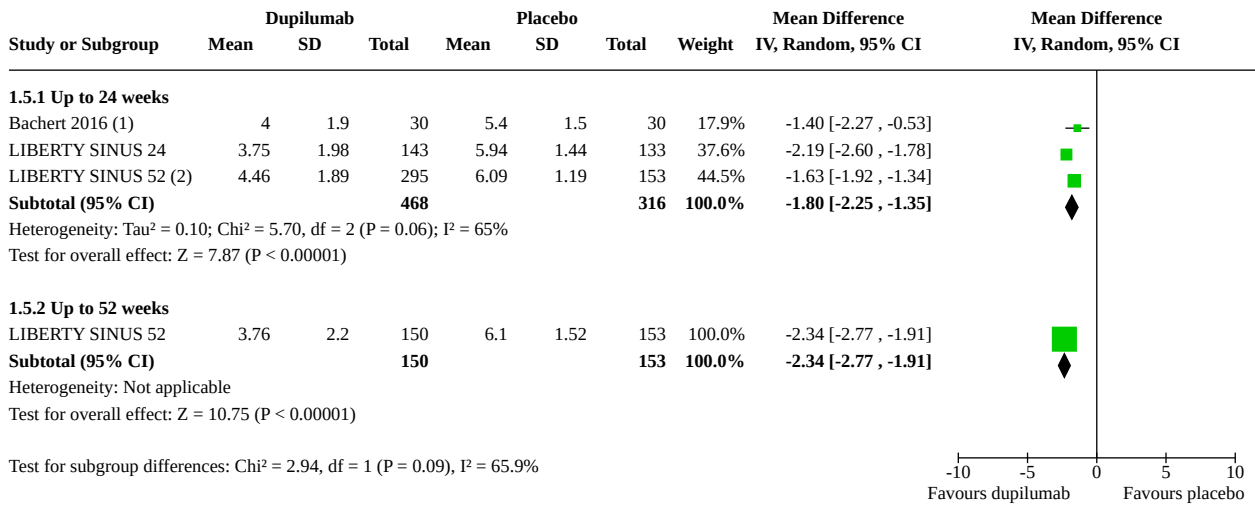 Dupilumab Placebo Mean Difference Mean Difference
Study or Subgroup Mean SD Total Mean SD Total Weight IV, Random, 95% CI IV, Random, 95% CI
1.5.1 Up to 24 weeks
Bachert 2016 (1) 4 1.9 30 5.4 1.5 30 17.9% -1.40 [-2.27 , -0.53]
LIBERTY SINUS 24 3.75 1.98 143 5.94 1.44 133 37.6% -2.19 [-2.60 , -1.78]
LIBERTY SINUS 52 (2) 4.46 1.89 295 6.09 1.19 153 44.5% -1.63 [-1.92 , -1.34]
Subtotal (95% CI) 468 316 100.0% -1.80 [-2.25 , -1.35]
Heterogeneity: Tau² = 0.10; Chi² = 5.70, df = 2 (P = 0.06); I² = 65%
Test for overall effect: Z = 7.87 (P < 0.00001)
1.5.2 Up to 52 weeks
LIBERTY SINUS 52 3.76 2.2 150 6.1 1.52 153 100.0% -2.34 [-2.77 , -1.91]
Subtotal (95% CI) 150 153 100.0% -2.34 [-2.77 , -1.91]
Heterogeneity: Not applicable
Test for overall effect: Z = 10.75 (P < 0.00001)
Test for subgroup differences: Chi² = 2.94, df = 1 (P = 0.09), I² = 65.9%
-10 -5 0 5 10
Favours dupilumab Favours placebo